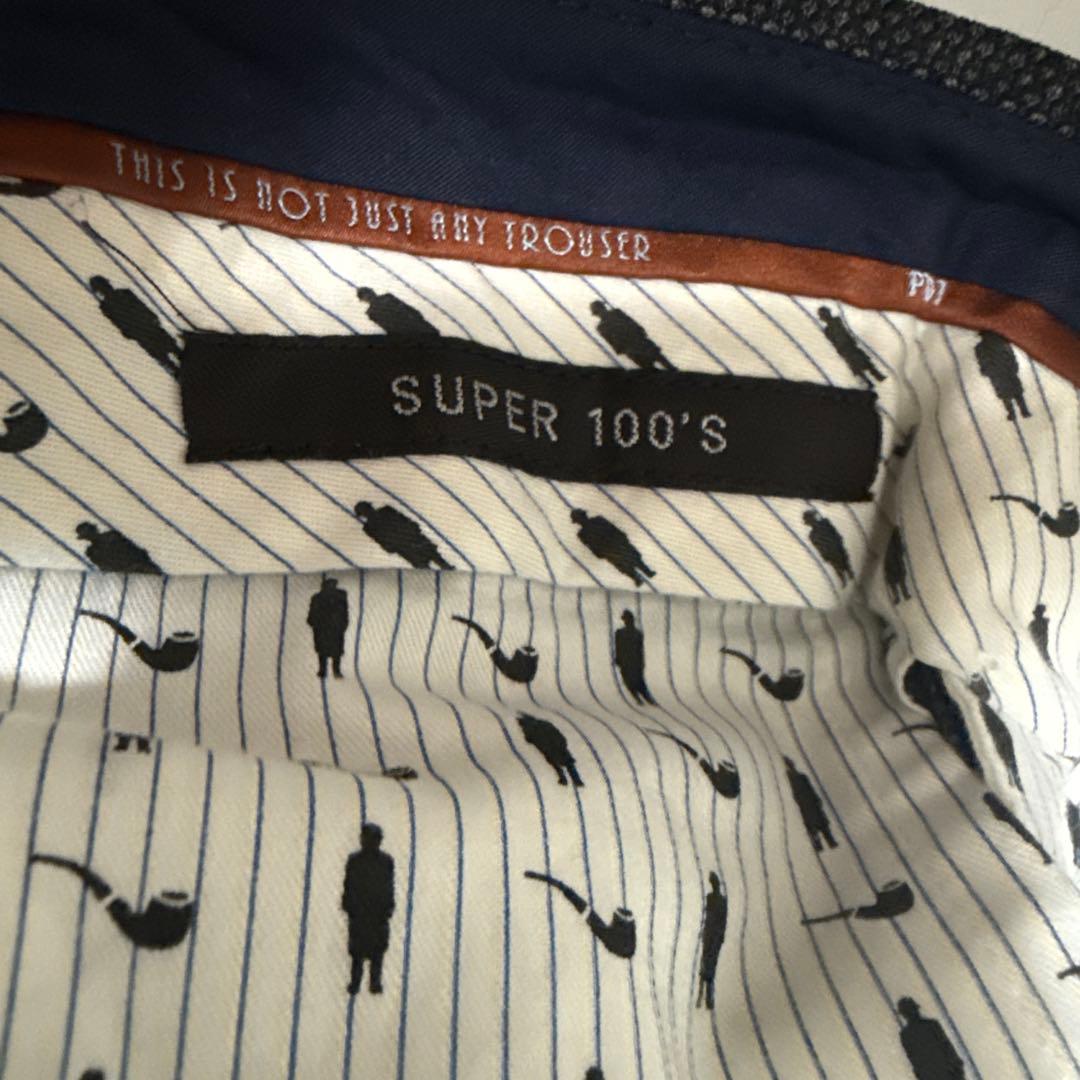 THIS IS NOT JUST ANY TROUSER
SUPER 100'S